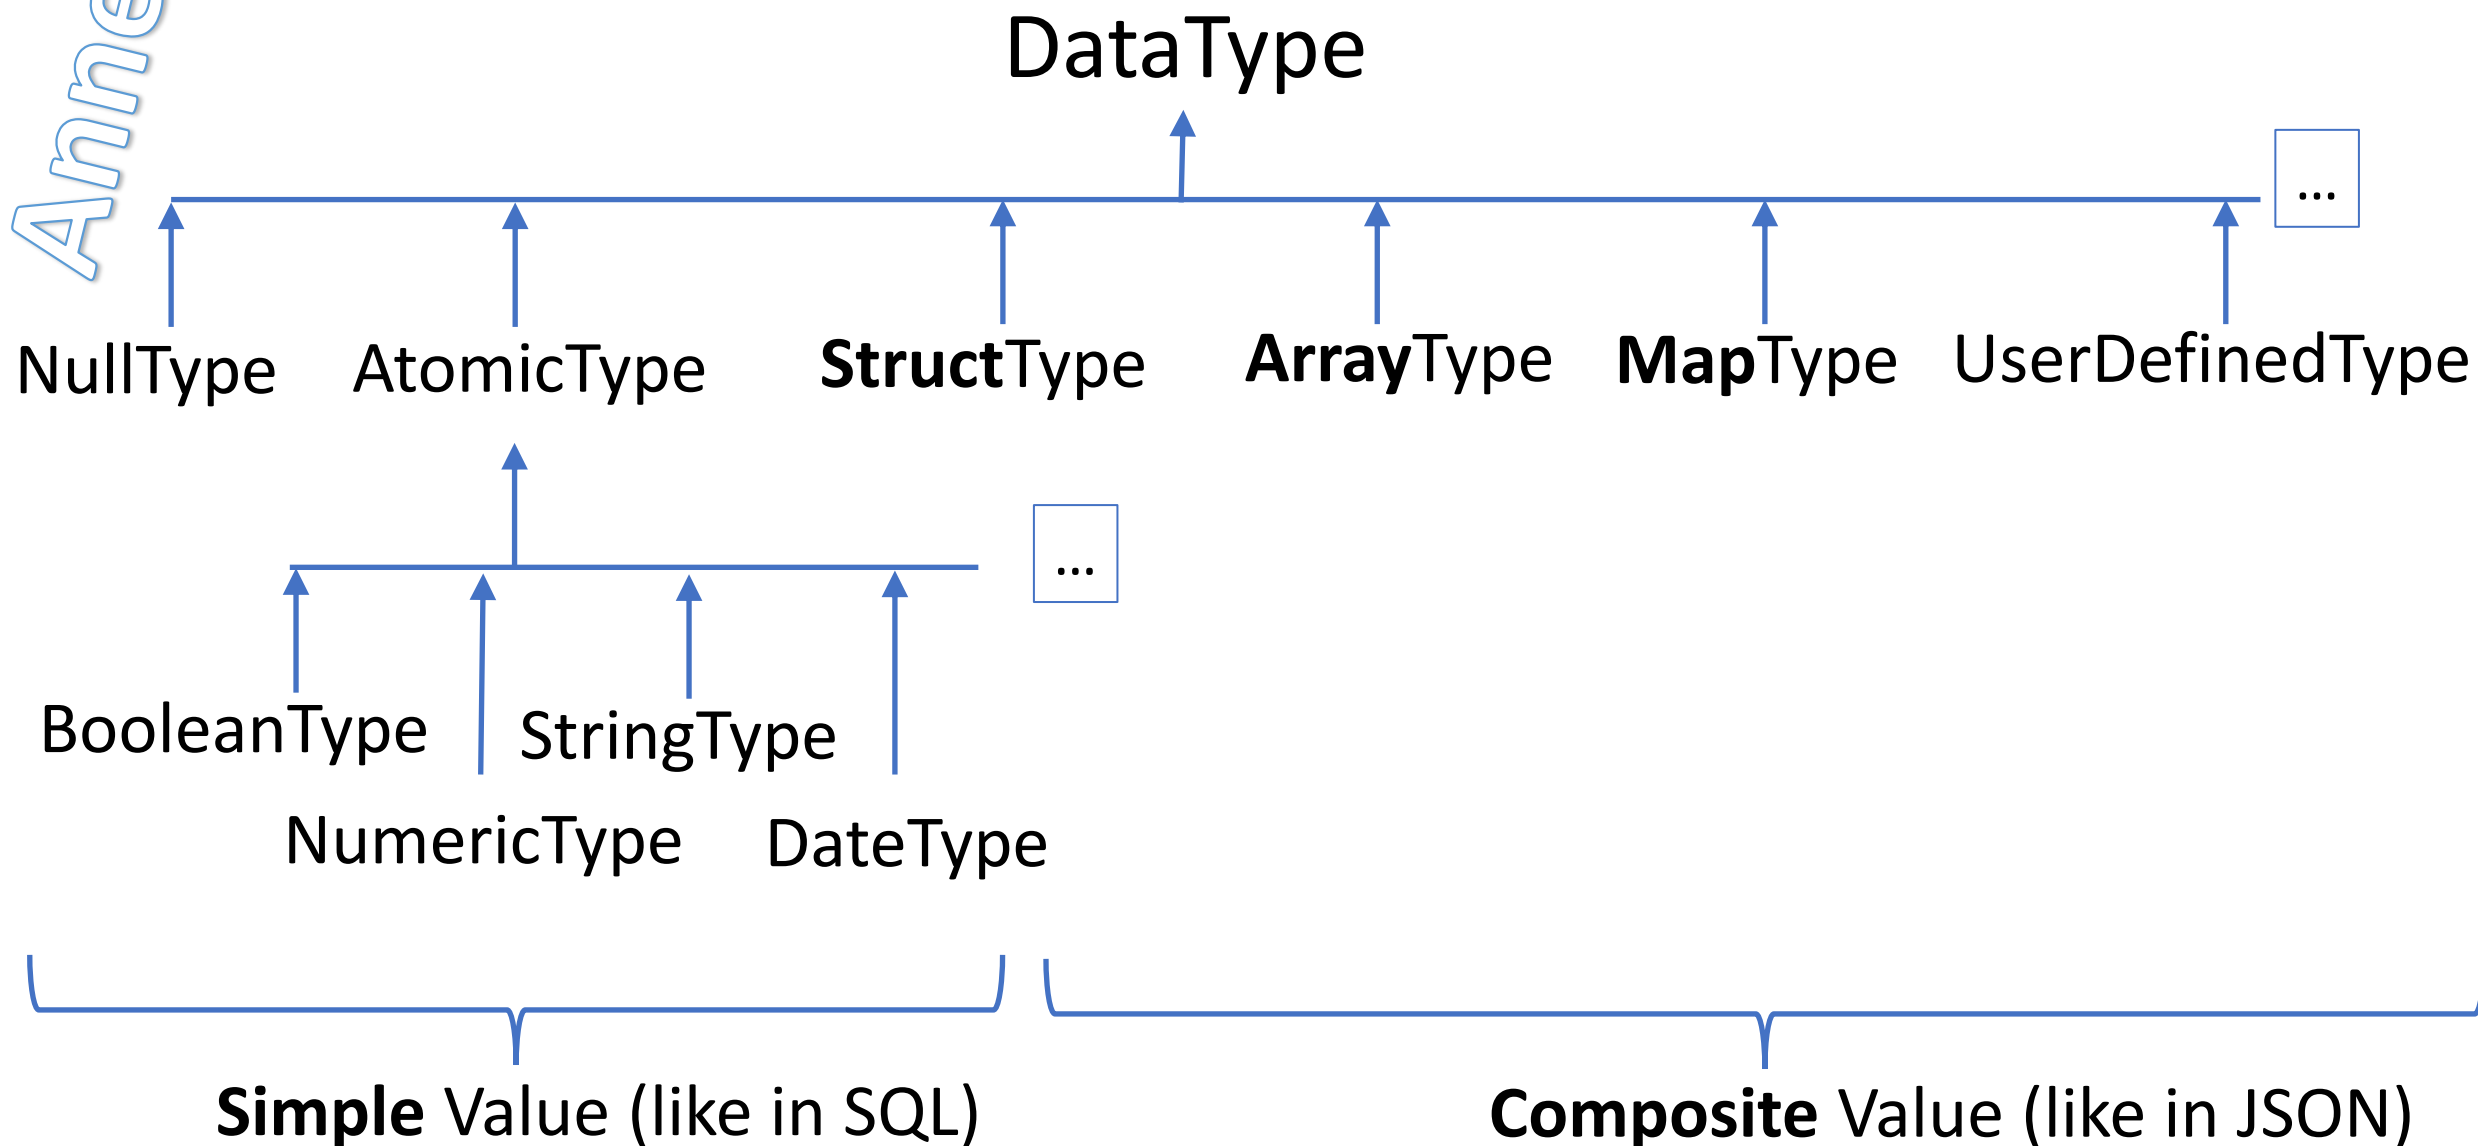 DataType
...
NullType AtomicType StructType ArrayType MapType UserDefinedType
...
BooleanType StringType
NumericType DateType
Simple Value (like in SQL) Composite Value (like in JSON)